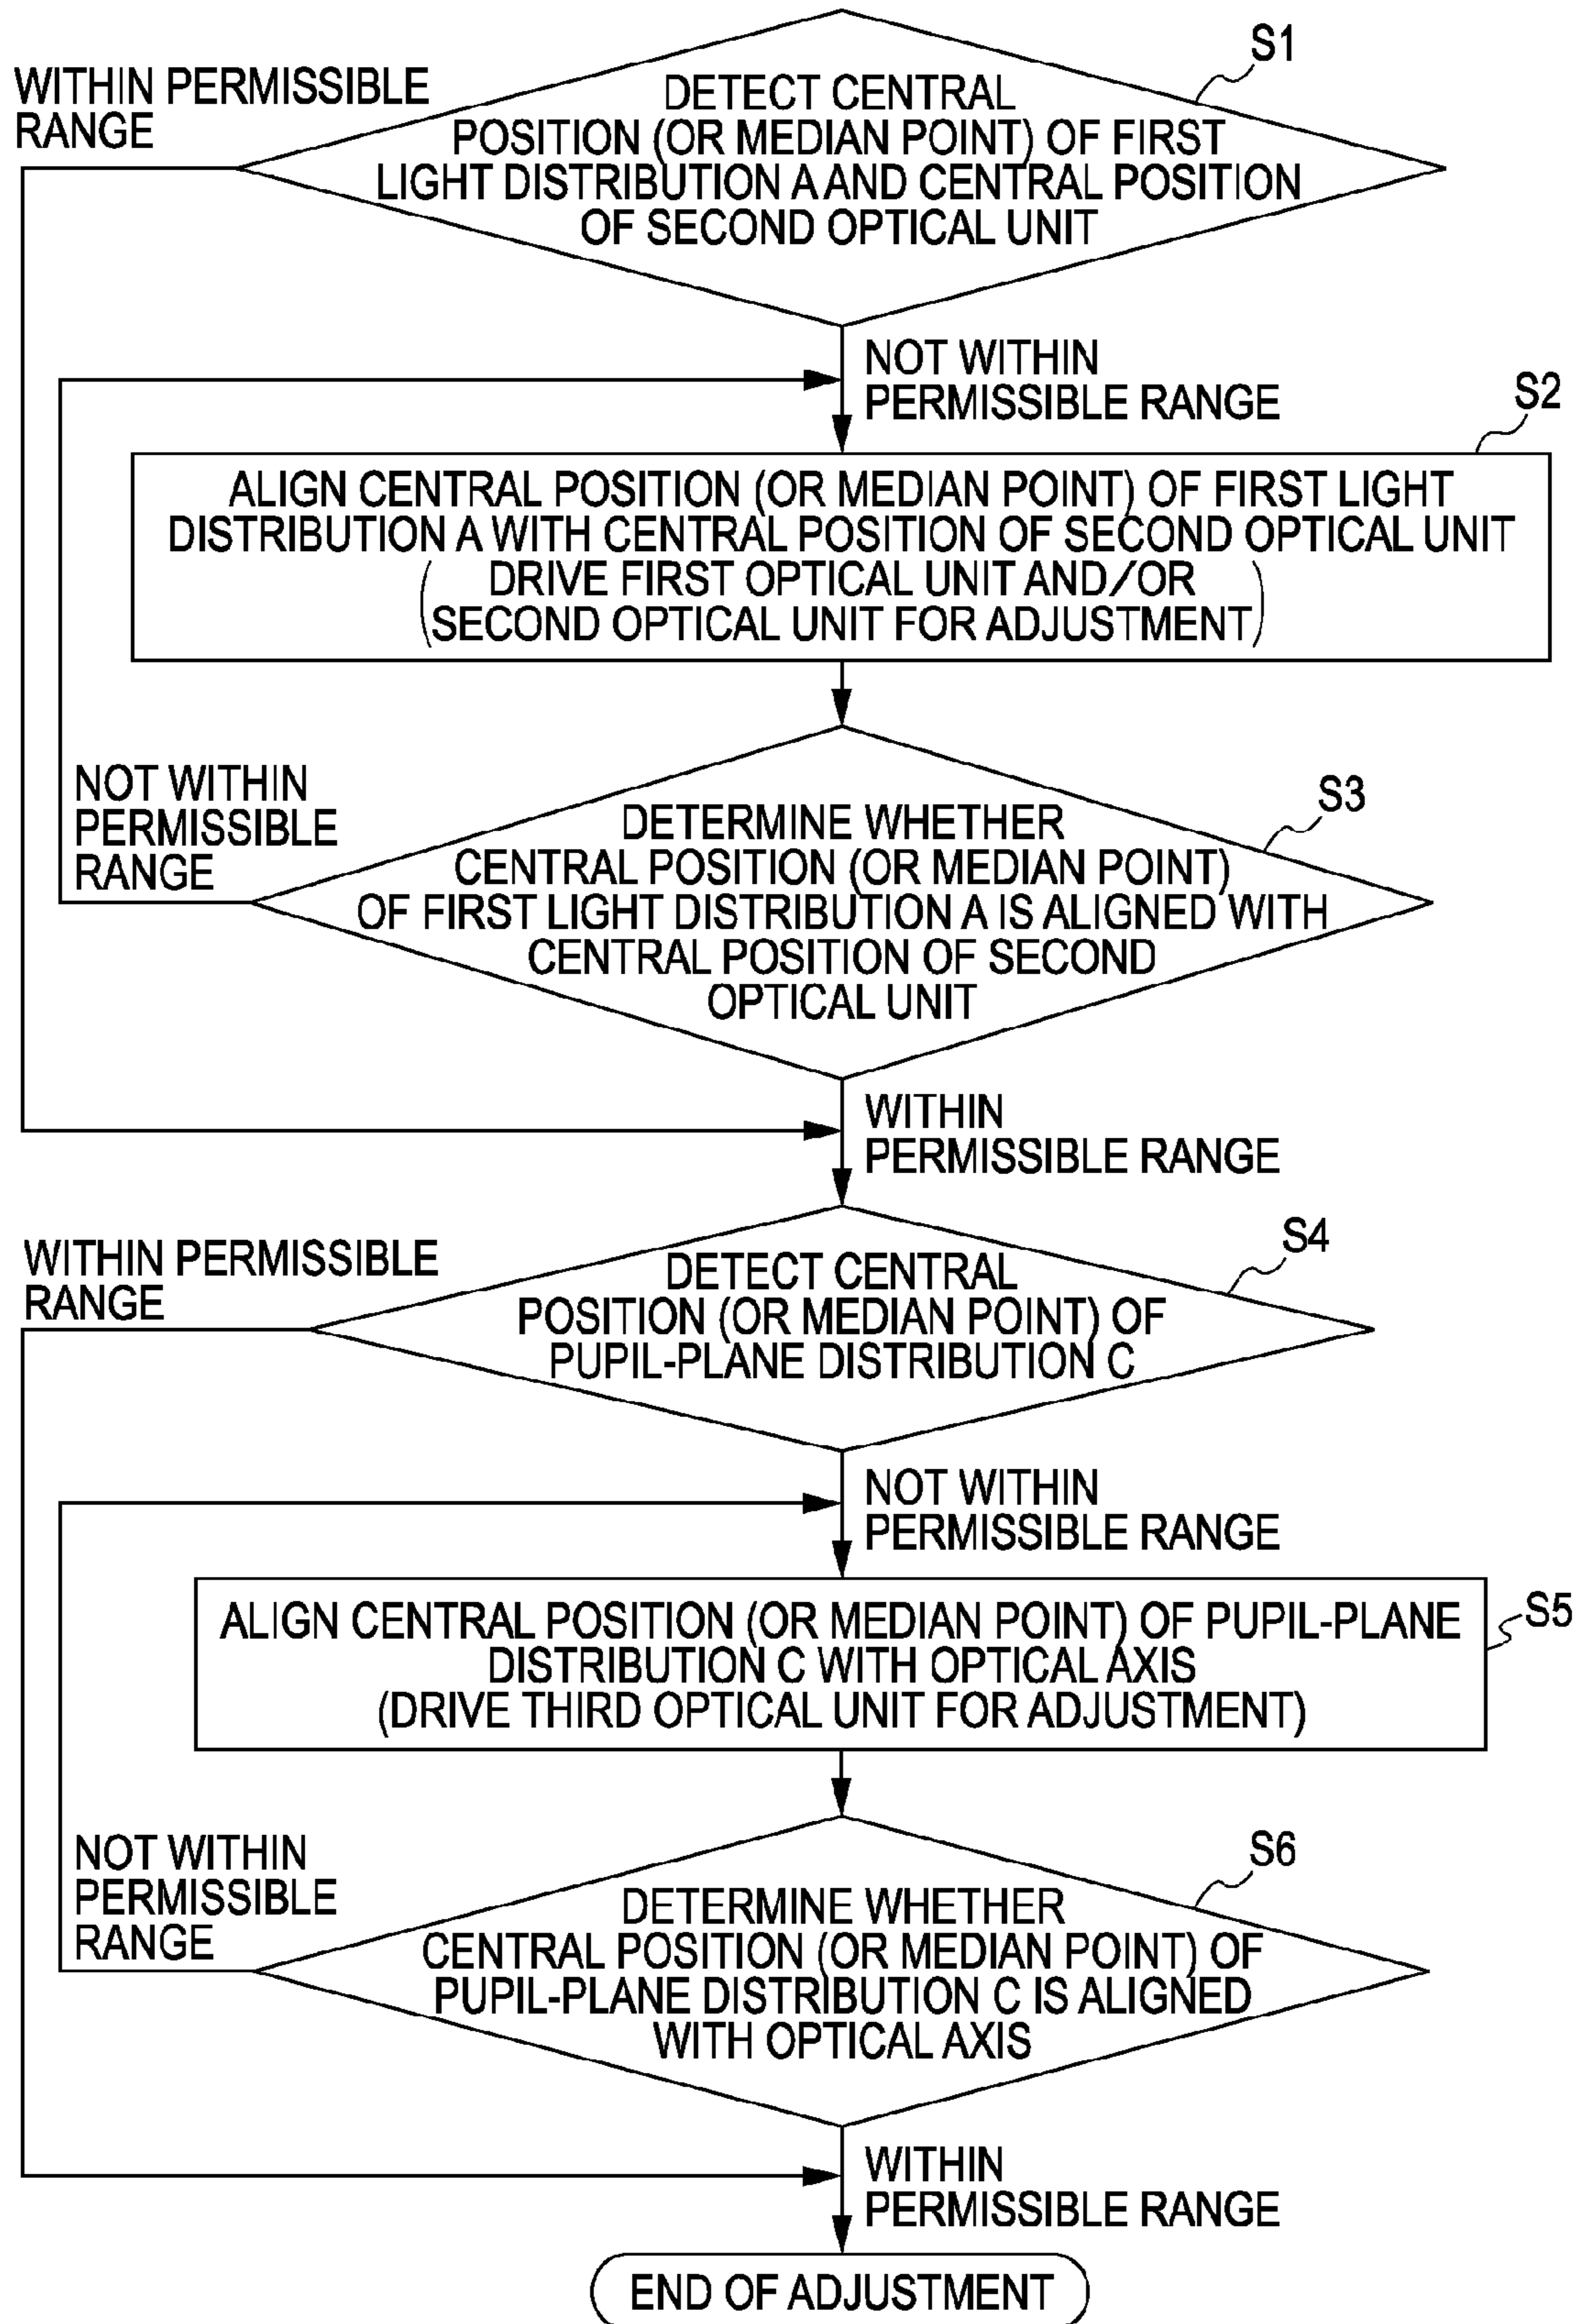 S1
WITHIN PERMISSIBLE
RANGE
DETECT CENTRAL
POSITION (OR MEDIAN POINT) OF FIRST
LIGHT DISTRIBUTION A AND CENTRAL POSITION
OF SECOND OPTICAL UNIT
NOT WITHIN
PERMISSIBLE RANGE
S2
ALIGN CENTRAL POSITION (OR MEDIAN POINT) OF FIRST LIGHT
DISTRIBUTION A WITH CENTRAL POSITION OF SECOND OPTICAL UNIT
(DRIVE FIRST OPTICAL UNIT AND/OR
SECOND OPTICAL UNIT FOR ADJUSTMENT)
NOT WITHIN
PERMISSIBLE
RANGE
S3
DETERMINE WHETHER
CENTRAL POSITION (OR MEDIAN POINT)
OF FIRST LIGHT DISTRIBUTION A IS ALIGNED WITH
CENTRAL POSITION OF SECOND
OPTICAL UNIT
WITHIN
PERMISSIBLE RANGE
S4
WITHIN PERMISSIBLE
RANGE
DETECT CENTRAL
POSITION (OR MEDIAN POINT) OF
PUPIL-PLANE DISTRIBUTION C
NOT WITHIN
PERMISSIBLE RANGE
S5
ALIGN CENTRAL POSITION (OR MEDIAN POINT) OF PUPIL-PLANE
DISTRIBUTION C WITH OPTICAL AXIS
(DRIVE THIRD OPTICAL UNIT FOR ADJUSTMENT)
NOT WITHIN
PERMISSIBLE
RANGE
S6
DETERMINE WHETHER
CENTRAL POSITION (OR MEDIAN POINT) OF
PUPIL-PLANE DISTRIBUTION C IS ALIGNED
WITH OPTICAL AXIS
WITHIN
PERMISSIBLE RANGE
END OF ADJUSTMENT